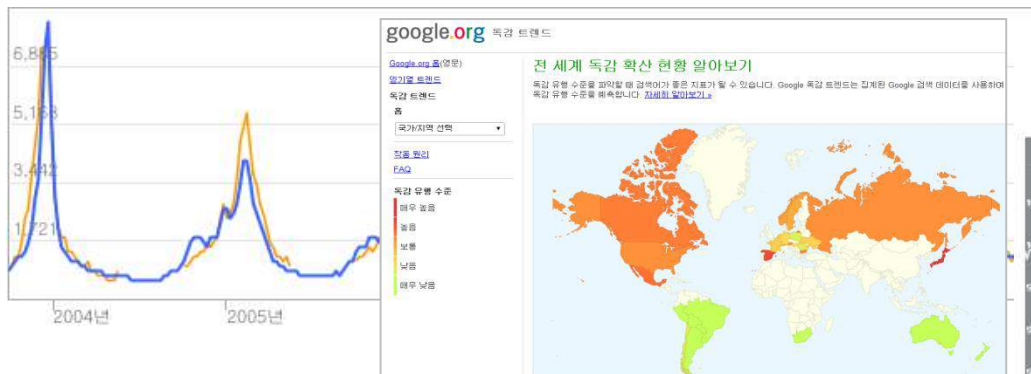 6,885
5,163
3,442
1,721
2004년
2005년
google.org 독감 트렌드
Google.org 홈(영문)
뎅기열 트렌드
독감 트렌드
홈
국가/지역 선택
작동 원리
FAQ
독감 유행 수준
매우 높음
높음
보통
낮음
매우 낮음
전 세계 독감 확산 현황 알아보기
독감 유행 수준을 파악할 때 검색어가 좋은 지표가 될 수 있습니다. Google 독감 트렌드는 집계된 Google 검색 데이터를 사용하여
독감 유행 수준을 예측합니다. 자세히 알아보기 »